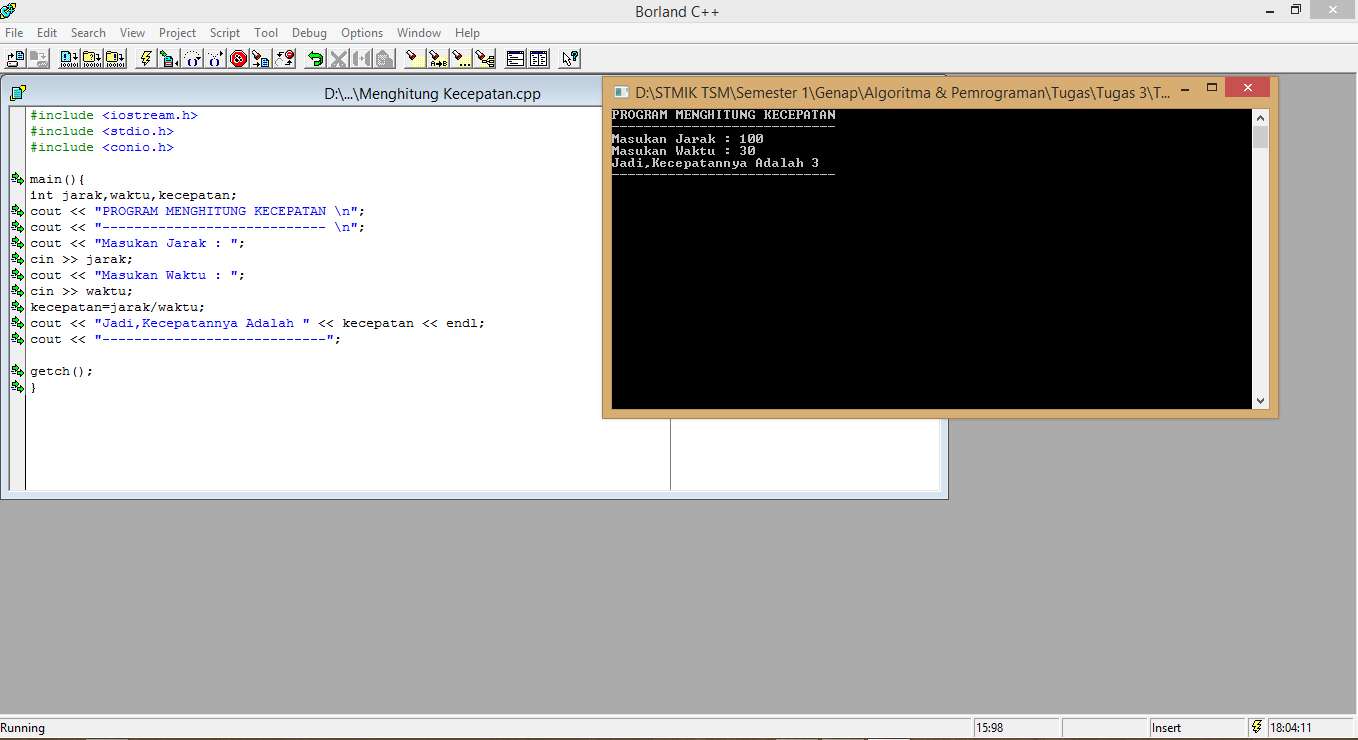 Borland C++
File Edit Search View Project Script Tool Debug Options Window Help
D:\...\Menghitung Kecepatan.cpp
#include <iostream.h>
#include <stdio.h>
#include <conio.h>
main(){
int jarak,waktu,kecepatan;
cout << "PROGRAM MENGHITUNG KECEPATAN \n";
cout << "---------------------------- \n";
cout << "Masukan Jarak : ";
cin >> jarak;
cout << "Masukan Waktu : ";
cin >> waktu;
kecepatan=jarak/waktu;
cout << "Jadi,Kecepatannya Adalah " << kecepatan << endl;
cout << "----------------------------";
getch();
}
D:\STMIK TSM\Semester 1\Genap\Algoritma & Pemrograman\Tugas\Tugas 3\T...
PROGRAM MENGHITUNG KECEPATAN
----------------------------
Masukan Jarak : 100
Masukan Waktu : 30
Jadi,Kecepatannya Adalah 3
----------------------------
Running 15:98 Insert 18:04:11